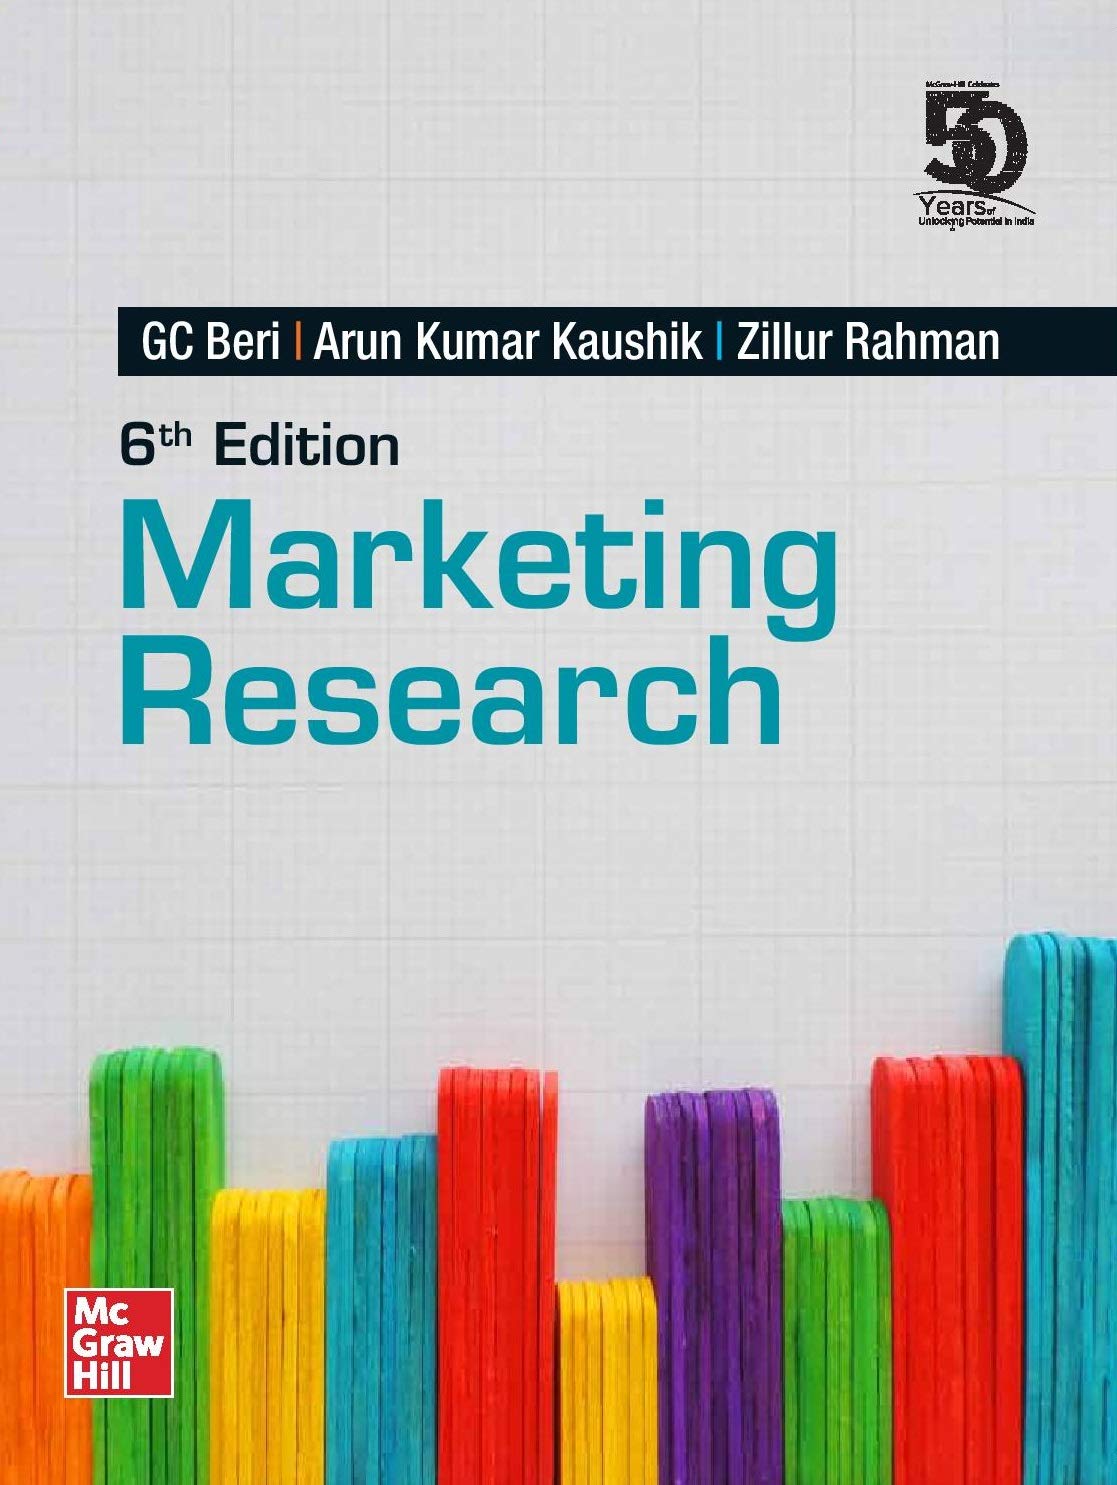 McGraw-Hill Celebrates
50
Years of
Unlocking Potential in India
GC Beri | Arun Kumar Kaushik | Zillur Rahman
6th Edition
Marketing
Research
Mc
Graw
Hill